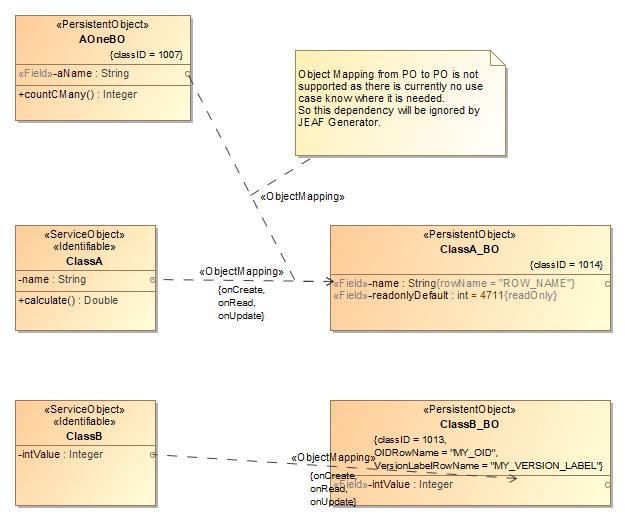 «PersistentObject»
AOneBO
{classID = 1007}
«Field»-aName : String
+countCMany() : Integer
Object Mapping from PO to PO is not
supported as there is currently no use
case know where it is needed.
So this dependency will be ignored by
JEAF Generator.
«ObjectMapping»
«ServiceObject»
«Identifiable»
ClassA
-name : String
+calculate() : Double
«ObjectMapping»
{onCreate,
onRead,
onUpdate}
«PersistentObject»
ClassA_BO
{classID = 1014}
«Field»-name : String{rowName = "ROW_NAME"}
«Field»-readonlyDefault : int = 4711{readOnly}
«ServiceObject»
«Identifiable»
ClassB
-intValue : Integer
«ObjectMapping»
{onCreate,
onRead,
onUpdate}
«PersistentObject»
ClassB_BO
{classID = 1013,
OIDRowName = "MY_OID",
VersionLabelRowName = "MY_VERSION_LABEL"}
«Field»-intValue : Integer